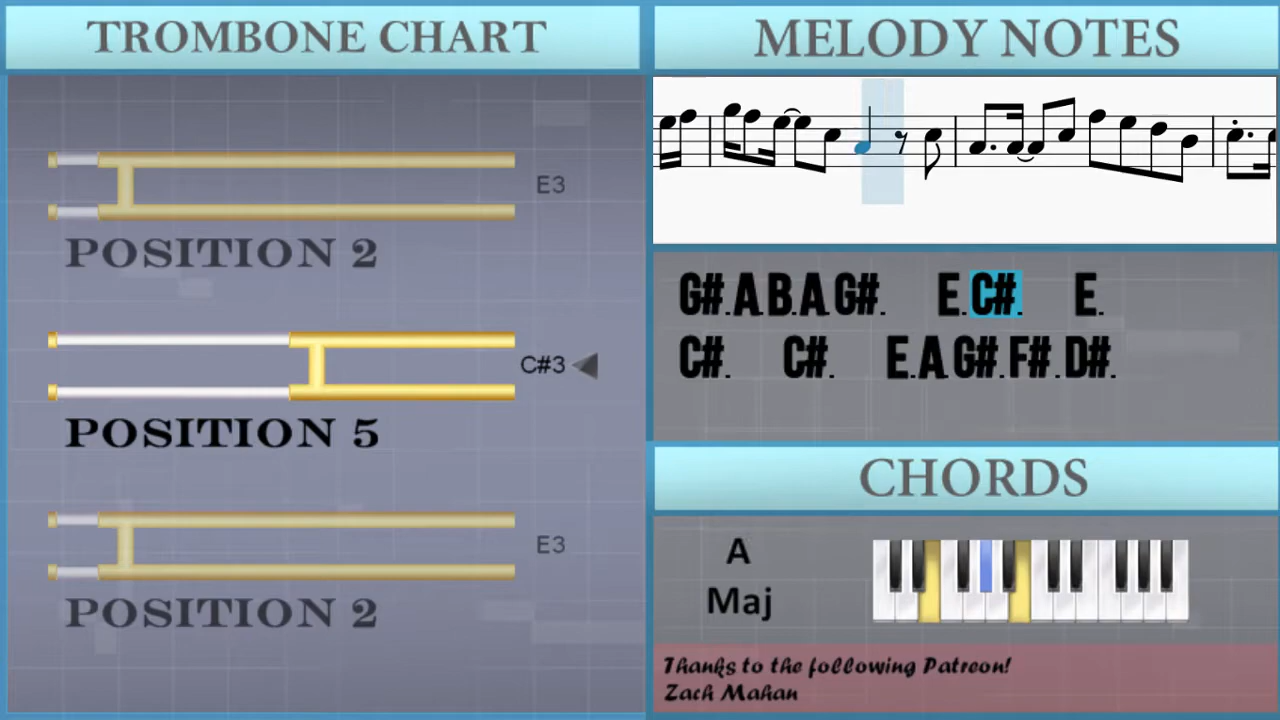 TROMBONE CHART
E3
POSITION 2
C#3
POSITION 5
E3
POSITION 2
MELODY NOTES
G#.A.B.A.G#. E.C#. E.
C#. C#. E.A.G#.F#.D#.
CHORDS
A
Maj
Thanks to the following Patreon!
Zach Mahan